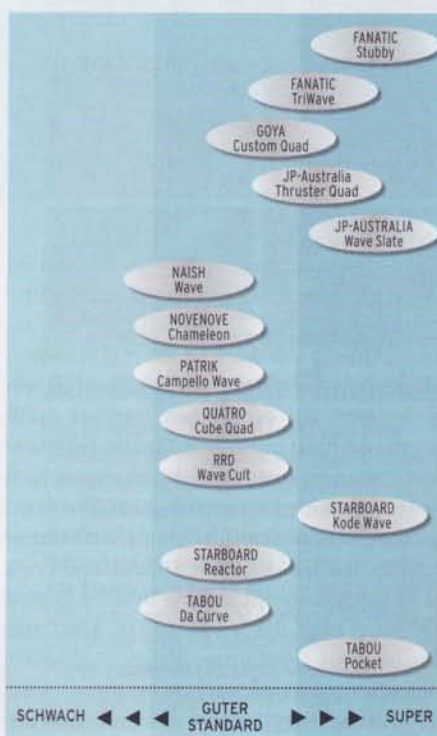 FANATIC
Stubby
FANATIC
TriWave
GOYA
Custom Quad
JP-Australia
Thruster Quad
JP-AUSTRALIA
Wave Slate
NAISH
Wave
NOVENOVE
Chameleon
PATRIK
Campello Wave
QUATRO
Cube Quad
RRD
Wave Cult
STARBOARD
Kode Wave
STARBOARD
Reactor
TABOU
Da Curve
TABOU
Pocket
SCHWACH ◄ ◄ ◄ GUTER STANDARD ► ► ► SUPER